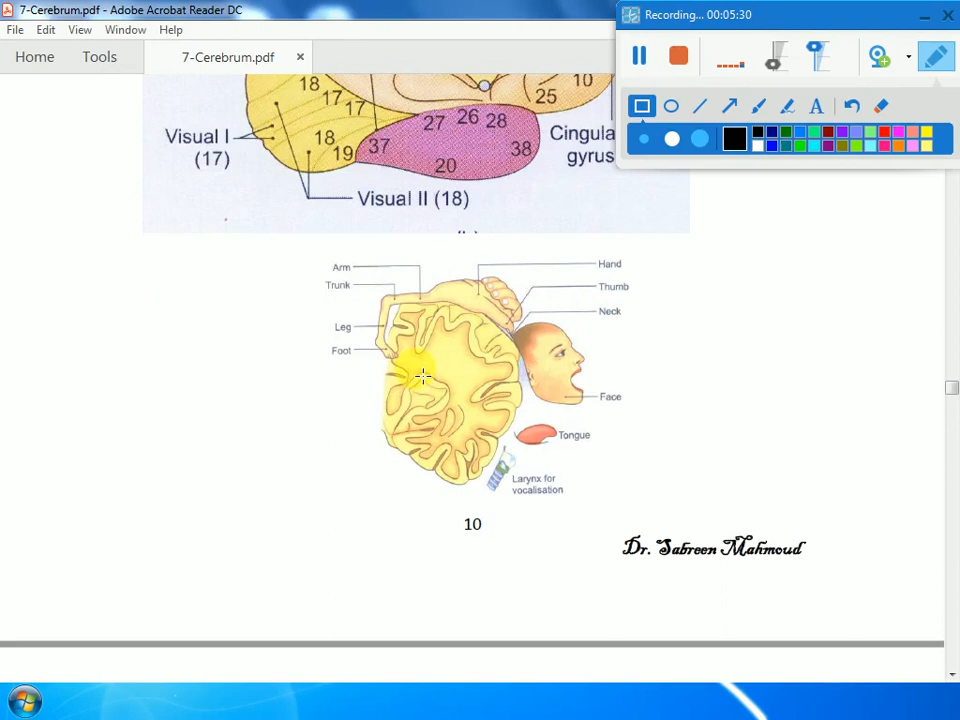 7-Cerebrum.pdf - Adobe Acrobat Reader DC
Recording... 00:05:30
File Edit View Window Help
Home Tools 7-Cerebrum.pdf ×
A
18
17
17
10
25
27 26 28
Visual I
(17)
18
19
37
38
20
Cingula
gyrus
Visual II (18)
Arm
Hand
Trunk
Thumb
Neck
Leg
Foot
Face
Tongue
Larynx for
vocalisation
10
Dr. Sabreen Mahmoud